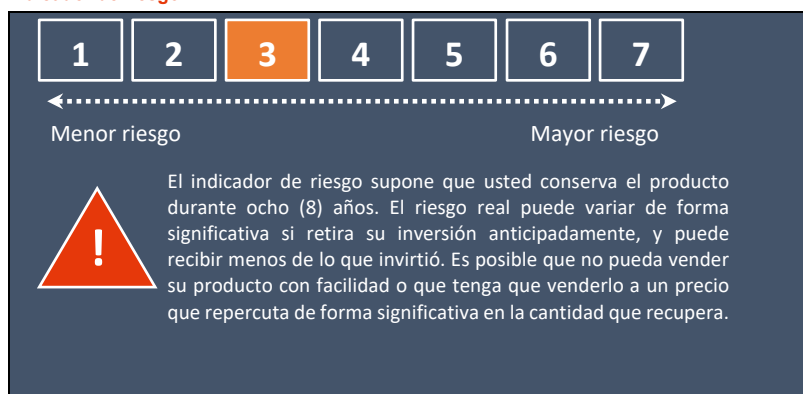 1 2 3 4 5 6 7
Menor riesgo Mayor riesgo
El indicador de riesgo supone que usted conserva el producto
durante ocho (8) años. El riesgo real puede variar de forma
significativa si retira su inversión anticipadamente, y puede
recibir menos de lo que invirtió. Es posible que no pueda vender
su producto con facilidad o que tenga que venderlo a un precio
que repercuta de forma significativa en la cantidad que recupera.
!